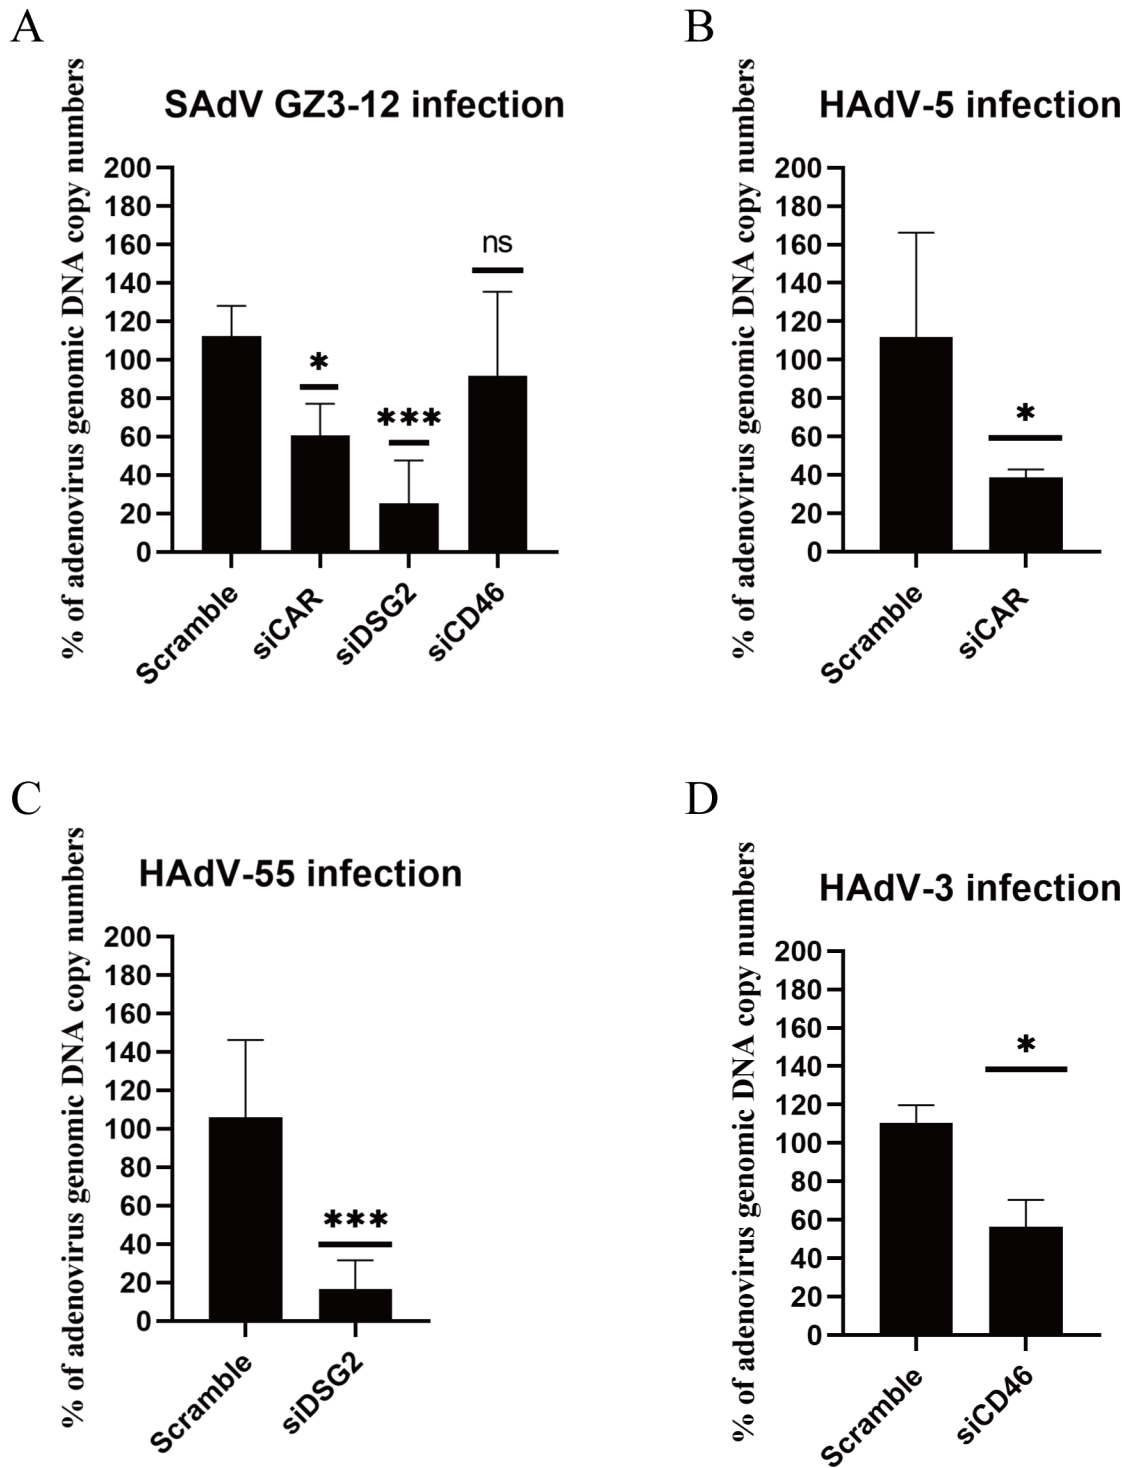 A
SAdV GZ3-12 infection
% of adenovirus genomic DNA copy numbers
200
180
160
140
120
100
80
60
40
20
0
*
***
ns
Scramble
siCAR
siDSG2
siCD46
B
HAdV-5 infection
% of adenovirus genomic DNA copy numbers
200
180
160
140
120
100
80
60
40
20
0
*
Scramble
siCAR
C
HAdV-55 infection
% of adenovirus genomic DNA copy numbers
200
180
160
140
120
100
80
60
40
20
0
***
Scramble
siDSG2
D
HAdV-3 infection
% of adenovirus genomic DNA copy numbers
200
180
160
140
120
100
80
60
40
20
0
*
Scramble
siCD46